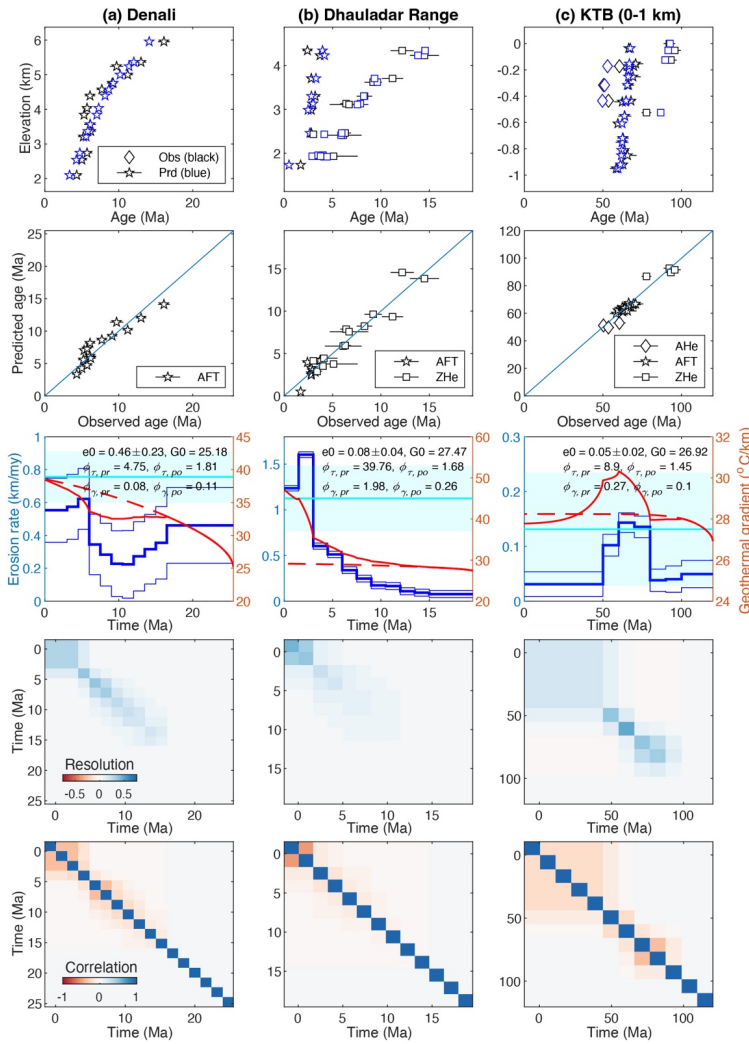 (a) Denali
(b) Dhauladar Range
(c) KTB (0-1 km)
6
5
4
3
2
0 5 10 15 20 25
Elevation (km)
Age (Ma)
Obs (black)
Prd (blue)
4
3
2
0 5 10 15
Age (Ma)
0
-0.2
-0.4
-0.6
-0.8
-1
0 50 100
Age (Ma)
25
20
15
10
5
0
0 5 10 15 20 25
Predicted age (Ma)
Observed age (Ma)
AFT
15
10
5
0
0 5 10 15
Observed age (Ma)
AFT
ZHe
120
100
80
60
40
20
0
0 20 40 60 80 100
Observed age (Ma)
AHe
AFT
ZHe
e0 = 0.46±0.23, G0 = 25.18
ϕτ, pr = 4.75, ϕτ, po = 1.81
ϕγ, pr = 0.08, ϕγ, po = 0.11
1
0.8
0.6
0.4
0.2
0
45
40
35
30
25
20
0 5 10 15 20 25
Erosion rate (km/my)
Time (Ma)
e0 = 0.08±0.04, G0 = 27.47
ϕτ, pr = 39.76, ϕτ, po = 1.68
ϕγ, pr = 1.98, ϕγ, po = 0.26
1.5
1
0.5
0
60
50
40
30
20
0 5 10 15
Time (Ma)
e0 = 0.05±0.02, G0 = 26.92
ϕτ, pr = 8.9, ϕτ, po = 1.45
ϕγ, pr = 0.27, ϕγ, po = 0.1
0.3
0.2
0.1
0
32
30
28
26
24
0 50 100
Geothermal gradient (°C/km)
Time (Ma)
0
5
10
15
20
25
0 10 20
Time (Ma)
Resolution
-0.5 0 0.5
Time (Ma)
0
5
10
15
0 5 10 15
Time (Ma)
0
50
100
0 50 100
Time (Ma)
0
5
10
15
20
25
0 10 20
Time (Ma)
Correlation
-1 0 1
Time (Ma)
0
5
10
15
0 5 10 15
Time (Ma)
0
50
100
0 50 100
Time (Ma)